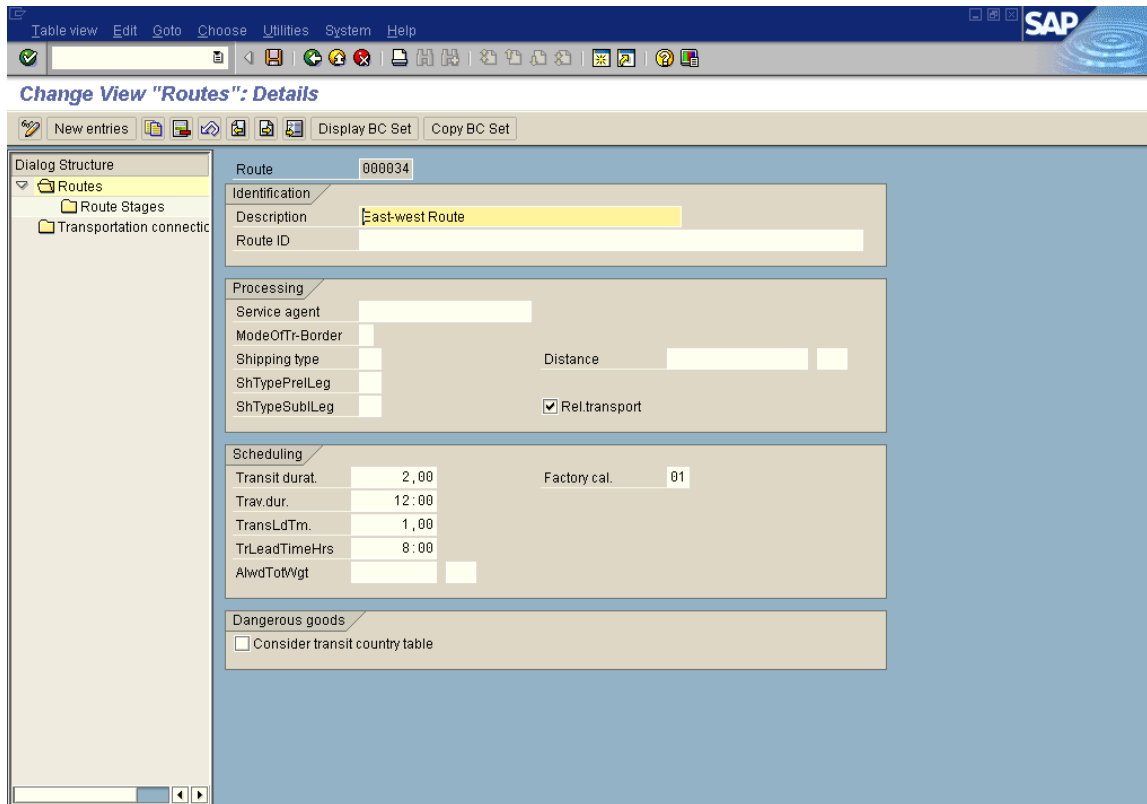 Table view Edit Goto Choose Utilities System Help
SAP
Change View "Routes": Details
New entries Display BC Set Copy BC Set
Dialog Structure
Routes
Route Stages
Transportation connectic
Route 000034
Identification
Description East-west Route
Route ID
Processing
Service agent
ModeOfTr-Border
Shipping type Distance
ShTypePrelLeg
ShTypeSublLeg Rel.transport
Scheduling
Transit durat. 2,00 Factory cal. 01
Trav.dur. 12:00
TransLdTm. 1,00
TrLeadTimeHrs 8:00
AlwdTotWgt
Dangerous goods
Consider transit country table